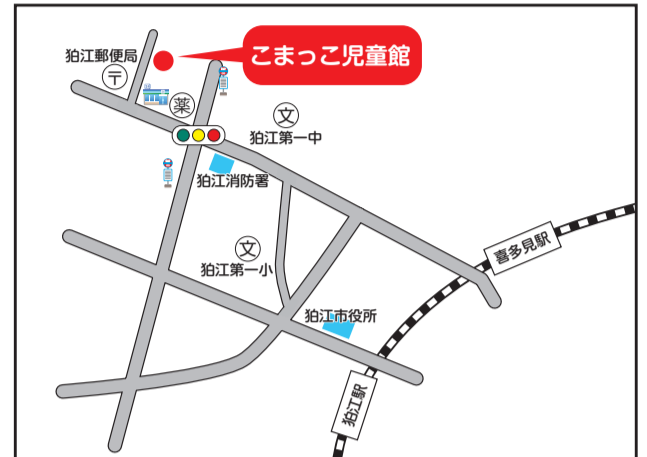 こまっこ児童館
狛江郵便局
〒
薬
文
狛江第一中
狛江消防署
文
狛江第一小
喜多見駅
狛江市役所
狛江駅